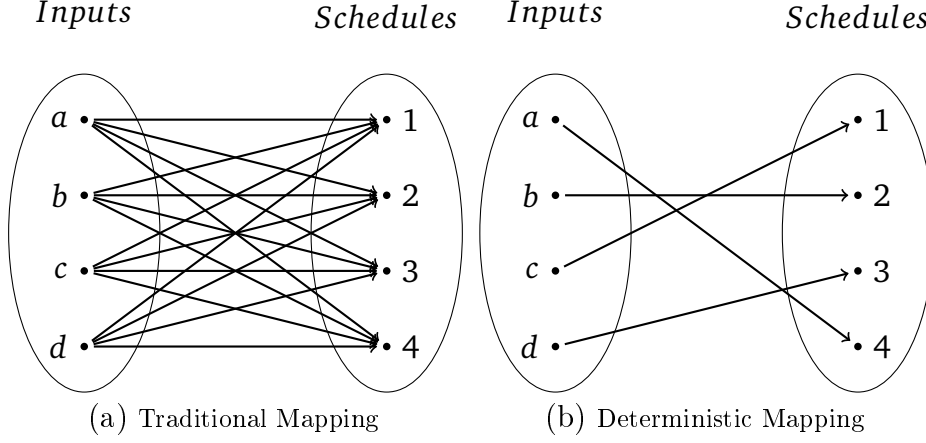 Inputs Schedules Inputs Schedules
a 1 a 1
b 2 b 2
c 3 c 3
d 4 d 4
(a) Traditional Mapping (b) Deterministic Mapping